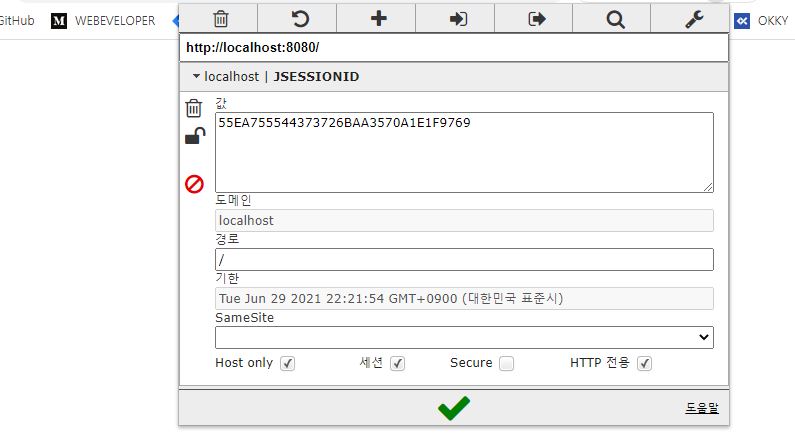 GitHub
M WEBEVELOPER
OKKY
http://localhost:8080/
localhost | JSESSIONID
값
55EA755544373726BAA3570A1E1F9769
도메인
localhost
경로
/
기한
Tue Jun 29 2021 22:21:54 GMT+0900 (대한민국 표준시)
SameSite
Host only 세션 Secure HTTP 전용
도움말